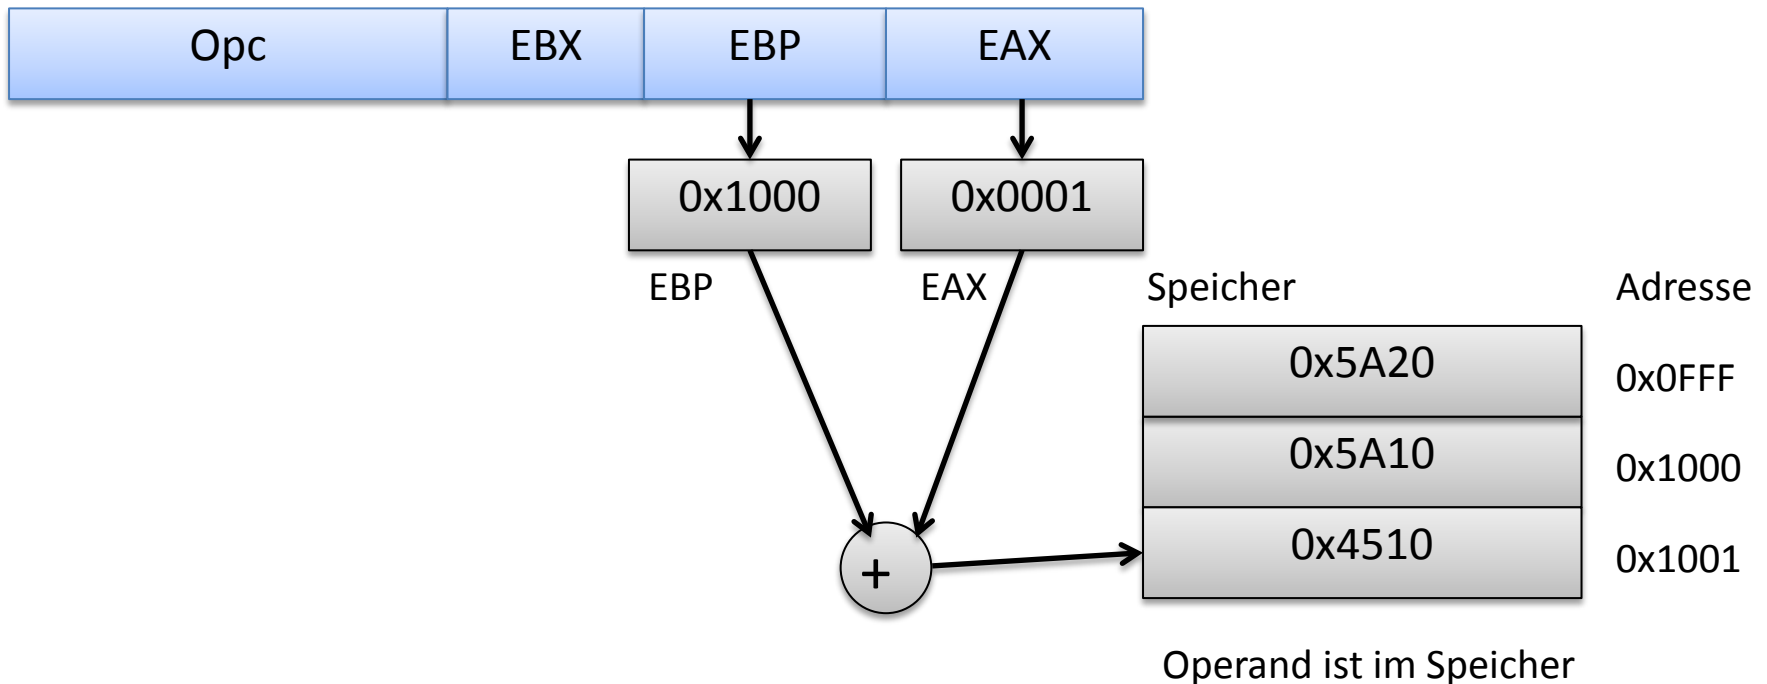 Opc EBX EBP EAX
0x1000 0x0001
EBP EAX Speicher Adresse
0x5A20 0x0FFF
0x5A10 0x1000
0x4510 0x1001
+
Operand ist im Speicher